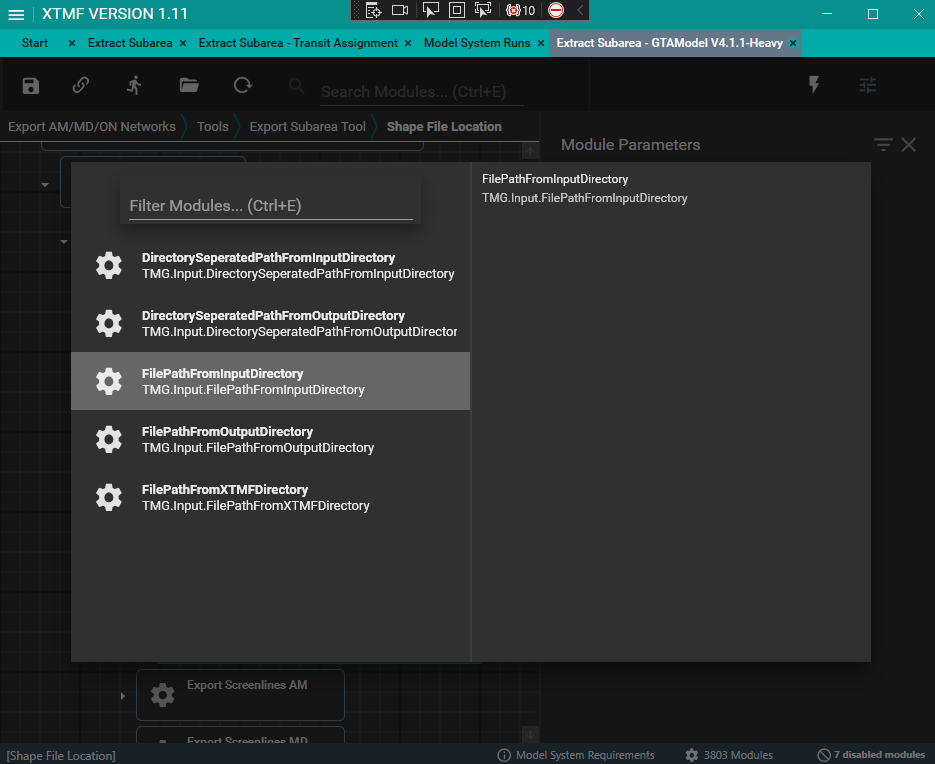 XTMF VERSION 1.11
10
Start × Extract Subarea × Extract Subarea - Transit Assignment × Model System Runs × Extract Subarea - GTAModel V4.1.1-Heavy ×
Search Modules... (Ctrl+E)
Export AM/MD/ON Networks Tools Export Subarea Tool Shape File Location
Module Parameters
Filter Modules... (Ctrl+E)
DirectorySeperatedPathFromInputDirectory
TMG.Input.DirectorySeperatedPathFromInputDirectory
DirectorySeperatedPathFromOutputDirectory
TMG.Input.DirectorySeperatedPathFromOutputDirector
FilePathFromInputDirectory
TMG.Input.FilePathFromInputDirectory
FilePathFromOutputDirectory
TMG.Input.FilePathFromOutputDirectory
FilePathFromXTMFDirectory
TMG.Input.FilePathFromXTMFDirectory
FilePathFromInputDirectory
TMG.Input.FilePathFromInputDirectory
Export Screenlines AM
Export Screenlines MD
[Shape File Location]
Model System Requirements
3803 Modules
7 disabled modules